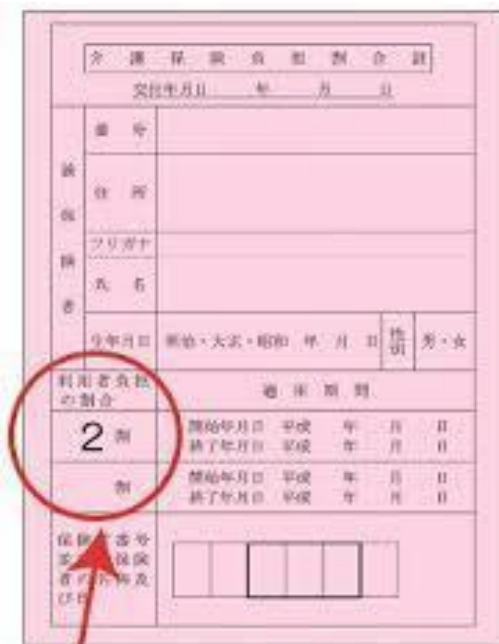 介護保険負担割合証
交付年月日 年 月 日
被保険者
番号
住所
フリガナ
氏名
生年月日 明治・大正・昭和 年 月 日 性別 男・女
利用者負担の割合 適用期間
2割 開始年月日 平成 年 月 日
終了年月日 平成 年 月 日
割 開始年月日 平成 年 月 日
終了年月日 平成 年 月 日